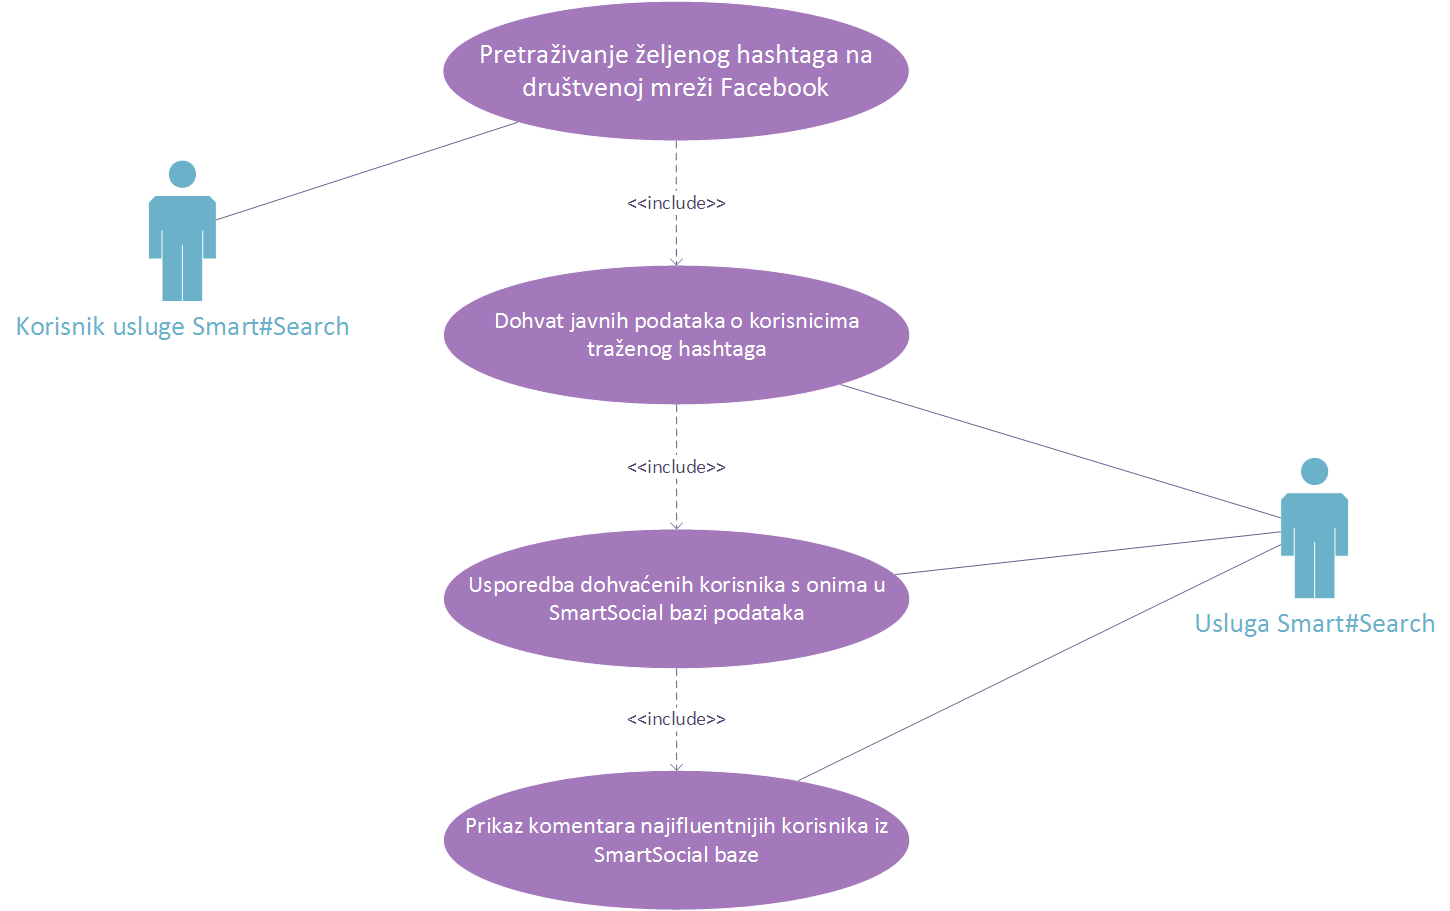 Pretraživanje željenog hashtaga na
društvenoj mreži Facebook
<<include>>
Korisnik usluge Smart#Search
Dohvat javnih podataka o korisnicima
traženog hashtaga
<<include>>
Usporedba dohvaćenih korisnika s onima u
SmartSocial bazi podataka
Usluga Smart#Search
<<include>>
Prikaz komentara najifluentnijih korisnika iz
SmartSocial baze